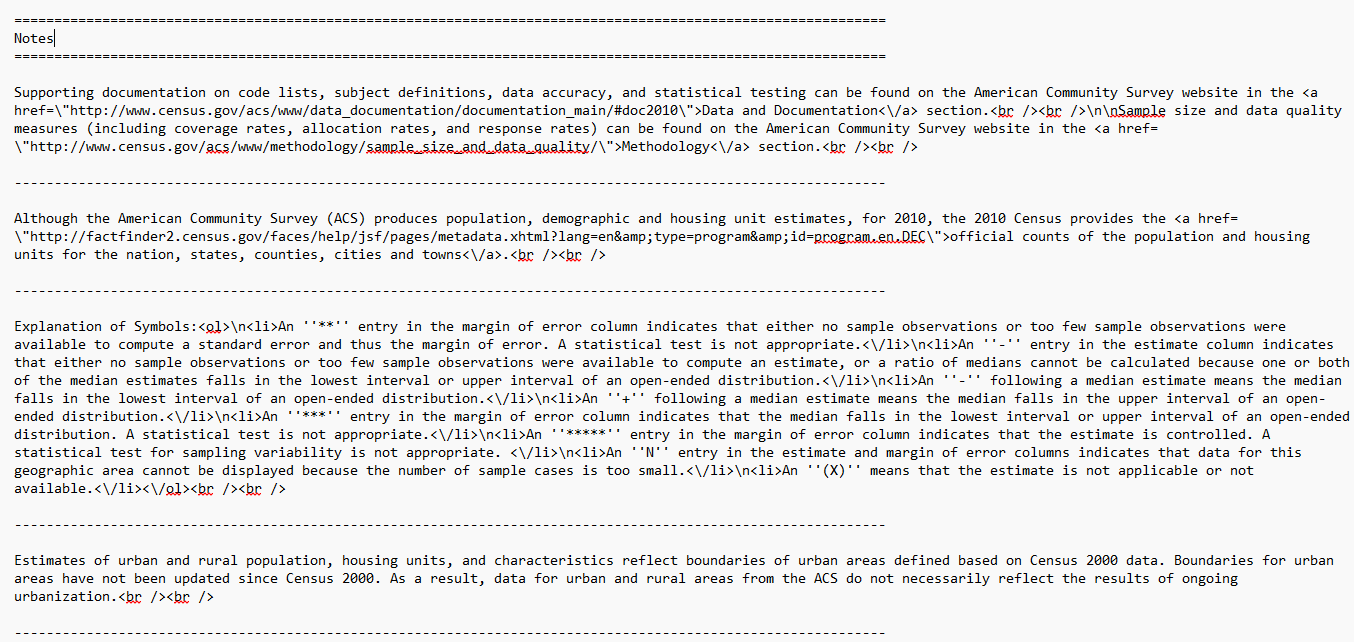 =============================================================================================================
Notes
=============================================================================================================
Supporting documentation on code lists, subject definitions, data accuracy, and statistical testing can be found on the American Community Survey website in the <a
href=\"http://www.census.gov/acs/www/data_documentation/documentation_main/#doc2010\">Data and Documentation<\/a> section.<br /><br />\n\nSample size and data quality
measures (including coverage rates, allocation rates, and response rates) can be found on the American Community Survey website in the <a href=
\"http://www.census.gov/acs/www/methodology/sample_size_and_data_quality/\">Methodology<\/a> section.<br /><br />
-------------------------------------------------------------------------------------------------------------
Although the American Community Survey (ACS) produces population, demographic and housing unit estimates, for 2010, the 2010 Census provides the <a href=
\"http://factfinder2.census.gov/faces/help/jsf/pages/metadata.xhtml?lang=en&amp;type=program&amp;id=program.en.DEC\">official counts of the population and housing
units for the nation, states, counties, cities and towns<\/a>.<br /><br />
-------------------------------------------------------------------------------------------------------------
Explanation of Symbols:<ol>\n<li>An ''**'' entry in the margin of error column indicates that either no sample observations or too few sample observations were
available to compute a standard error and thus the margin of error. A statistical test is not appropriate.<\/li>\n<li>An ''-'' entry in the estimate column indicates
that either no sample observations or too few sample observations were available to compute an estimate, or a ratio of medians cannot be calculated because one or both
of the median estimates falls in the lowest interval or upper interval of an open-ended distribution.<\/li>\n<li>An ''-'' following a median estimate means the median
falls in the lowest interval of an open-ended distribution.<\/li>\n<li>An ''+'' following a median estimate means the median falls in the upper interval of an open-
ended distribution.<\/li>\n<li>An ''***'' entry in the margin of error column indicates that the median falls in the lowest interval or upper interval of an open-ended
distribution. A statistical test is not appropriate.<\/li>\n<li>An ''*****'' entry in the margin of error column indicates that the estimate is controlled. A
statistical test for sampling variability is not appropriate. <\/li>\n<li>An ''N'' entry in the estimate and margin of error columns indicates that data for this
geographic area cannot be displayed because the number of sample cases is too small.<\/li>\n<li>An ''(X)'' means that the estimate is not applicable or not
available.<\/li><\/ol><br /><br />
-------------------------------------------------------------------------------------------------------------
Estimates of urban and rural population, housing units, and characteristics reflect boundaries of urban areas defined based on Census 2000 data. Boundaries for urban
areas have not been updated since Census 2000. As a result, data for urban and rural areas from the ACS do not necessarily reflect the results of ongoing
urbanization.<br /><br />
-------------------------------------------------------------------------------------------------------------